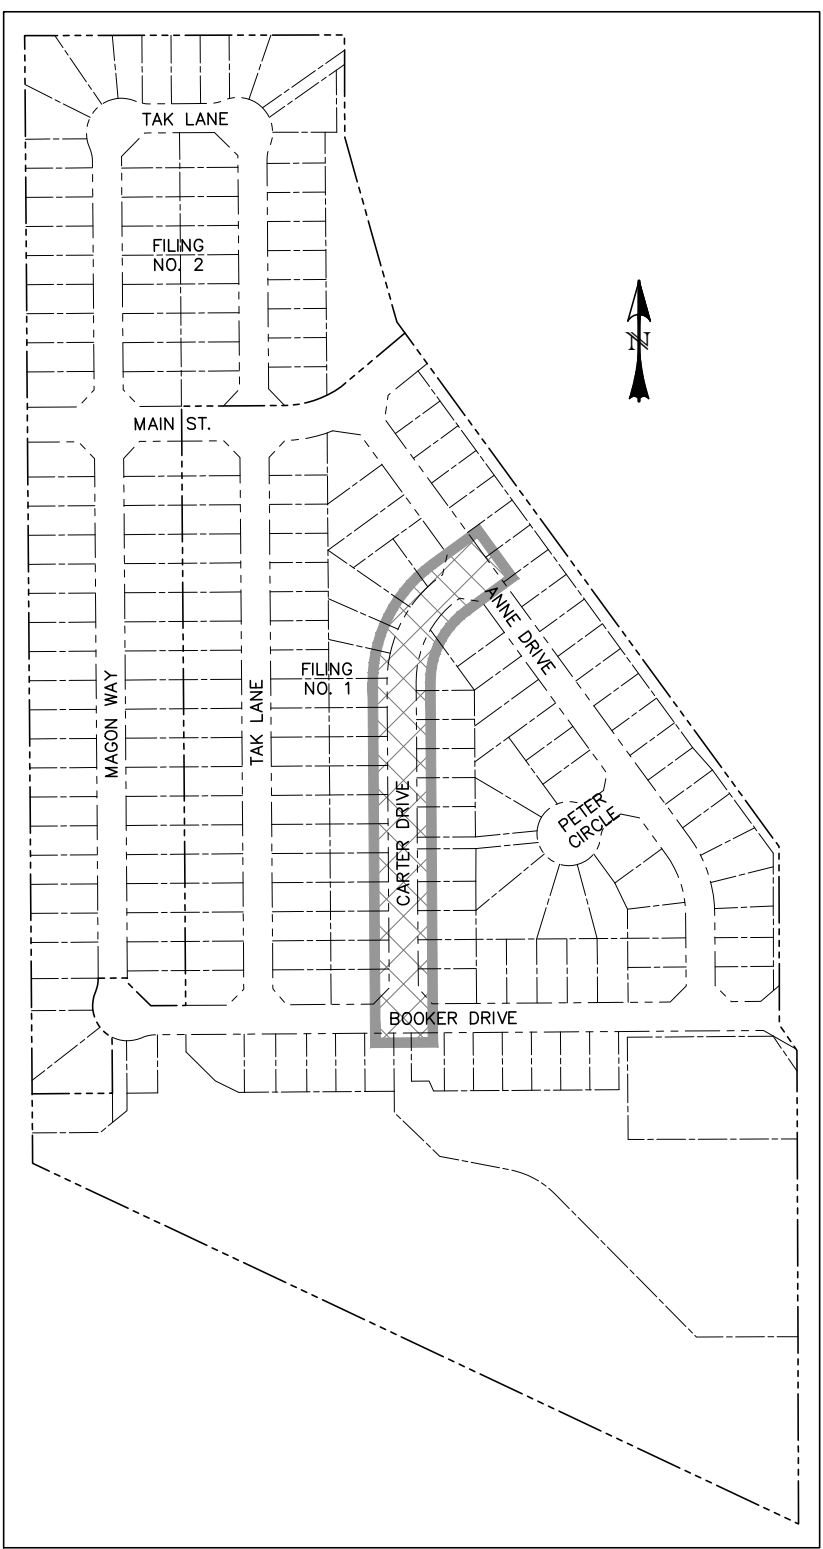 TAK LANE
FILING
NO. 2
N
MAIN ST.
ANNE DRIVE
FILING
NO. 1
MAGON WAY
TAK LANE
CARTER DRIVE
PETER
CIRCLE
BOOKER DRIVE